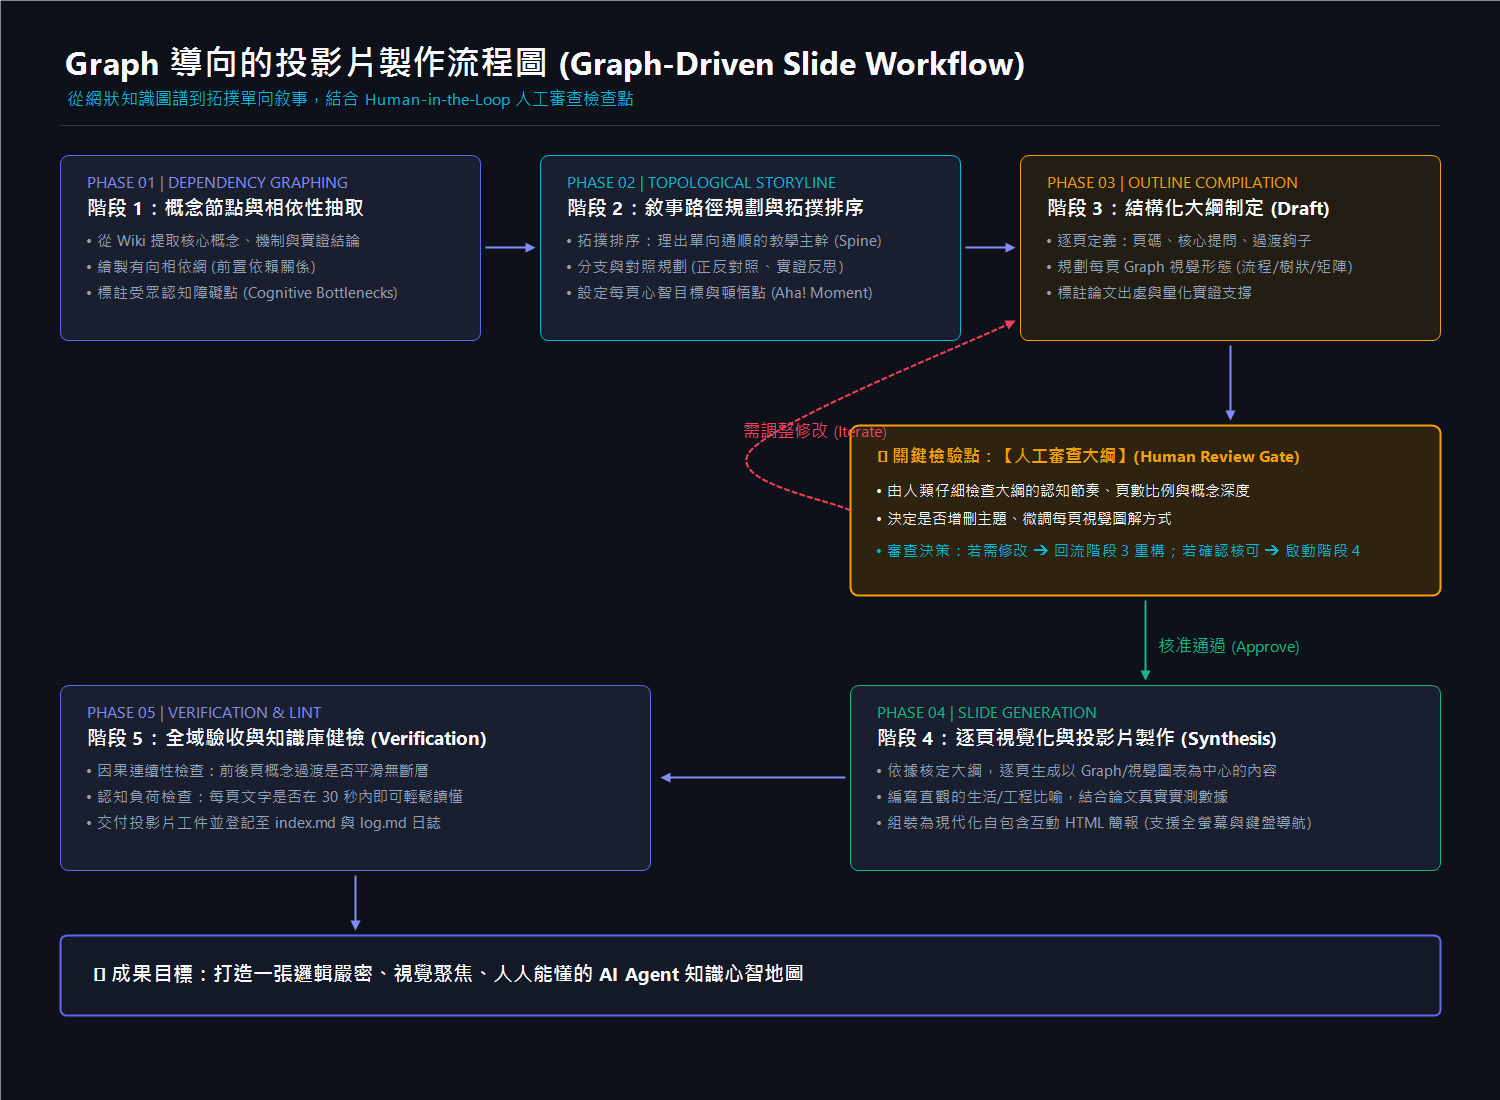 Graph 導向的投影片製作流程圖 (Graph-Driven Slide Workflow)
從網狀知識圖譜到拓撲單向敘事，結合 Human-in-the-Loop 人工審查檢查點
PHASE 01 | DEPENDENCY GRAPHING
階段 1：概念節點與相依性抽取
• 從 Wiki 提取核心概念、機制與實證結論
• 繪製有向相依網 (前置依賴關係)
• 標註受眾認知障礙點 (Cognitive Bottlenecks)
PHASE 02 | TOPOLOGICAL STORYLINE
階段 2：敘事路徑規劃與拓撲排序
• 拓撲排序：理出單向通順的教學主幹 (Spine)
• 分支與對照規劃 (正反對照、實證反思)
• 設定每頁心智目標與頓悟點 (Aha! Moment)
PHASE 03 | OUTLINE COMPILATION
階段 3：結構化大綱制定 (Draft)
• 逐頁定義：頁碼、核心提問、過渡鉤子
• 規劃每頁 Graph 視覺形態 (流程/樹狀/矩陣)
• 標註論文出處與量化實證支撐
需調整修改 (Iterate)
關鍵檢驗點：【人工審查大綱】(Human Review Gate)
• 由人類仔細檢查大綱的認知節奏、頁數比例與概念深度
• 決定是否增刪主題、微調每頁視覺圖解方式
• 審查決策：若需修改 ➔ 回流階段 3 重構；若確認核可 ➔ 啟動階段 4
核准通過 (Approve)
PHASE 04 | SLIDE GENERATION
階段 4：逐頁視覺化與投影片製作 (Synthesis)
• 依據核定大綱，逐頁生成以 Graph/視覺圖表為中心的內容
• 編寫直觀的生活/工程比喻，結合論文真實實測數據
• 組裝為現代化自包含互動 HTML 簡報 (支援全螢幕與鍵盤導航)
PHASE 05 | VERIFICATION & LINT
階段 5：全域驗收與知識庫健檢 (Verification)
• 因果連續性檢查：前後頁概念過渡是否平滑無斷層
• 認知負荷檢查：每頁文字是否在 30 秒內即可輕鬆讀懂
• 交付投影片工件並登記至 index.md 與 log.md 日誌
成果目標：打造一張邏輯嚴密、視覺聚焦、人人能懂的 AI Agent 知識心智地圖